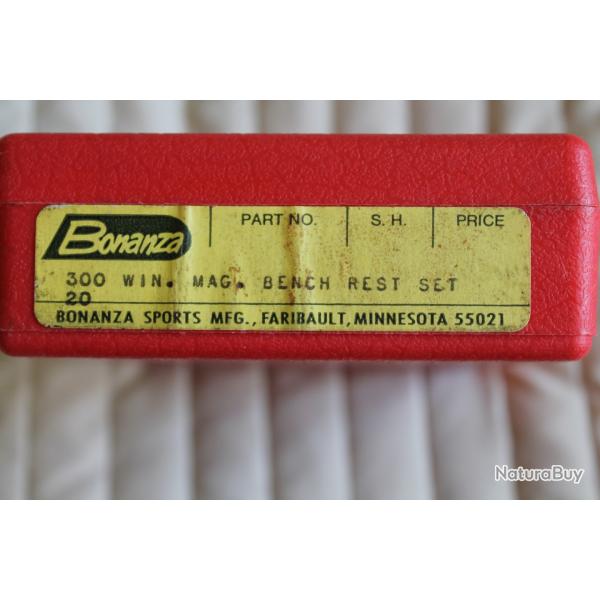 Bonanza
PART NO. S. H. PRICE
300 WIN. MAG. BENCH REST SET
20
BONANZA SPORTS MFG., FARIBAULT, MINNESOTA 55021
NaturaBuy